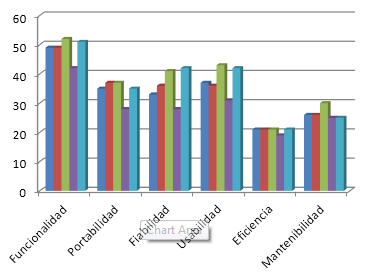 60
50
40
30
20
10
0
Funcionalidad
Portabilidad
Fiabilidad
Usabilidad
Eficiencia
Mantenibilidad
Chart Area